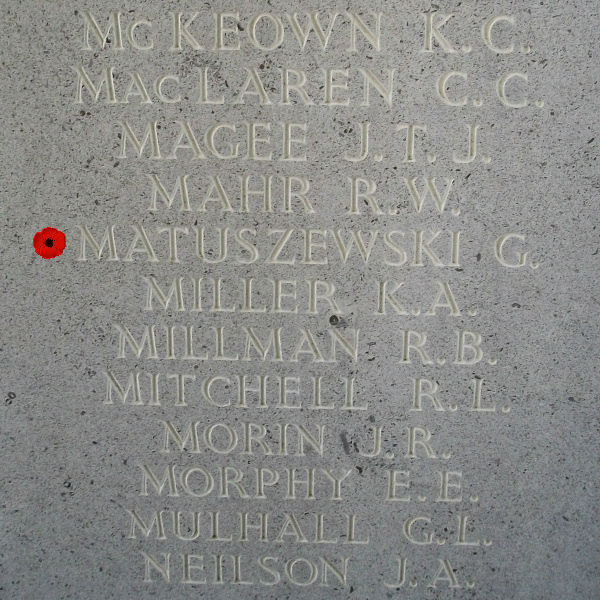 McKEOWN K.C.
MacLAREN C.C.
MAGEE J.T.J.
MAHR R.W.
MATUSZEWSKI G.
MILLER K.A.
MILLMAN R.B.
MITCHELL R.L.
MORIN J.R.
MORPHY E.E.
MULHALL G.L.
NEILSON J.A.